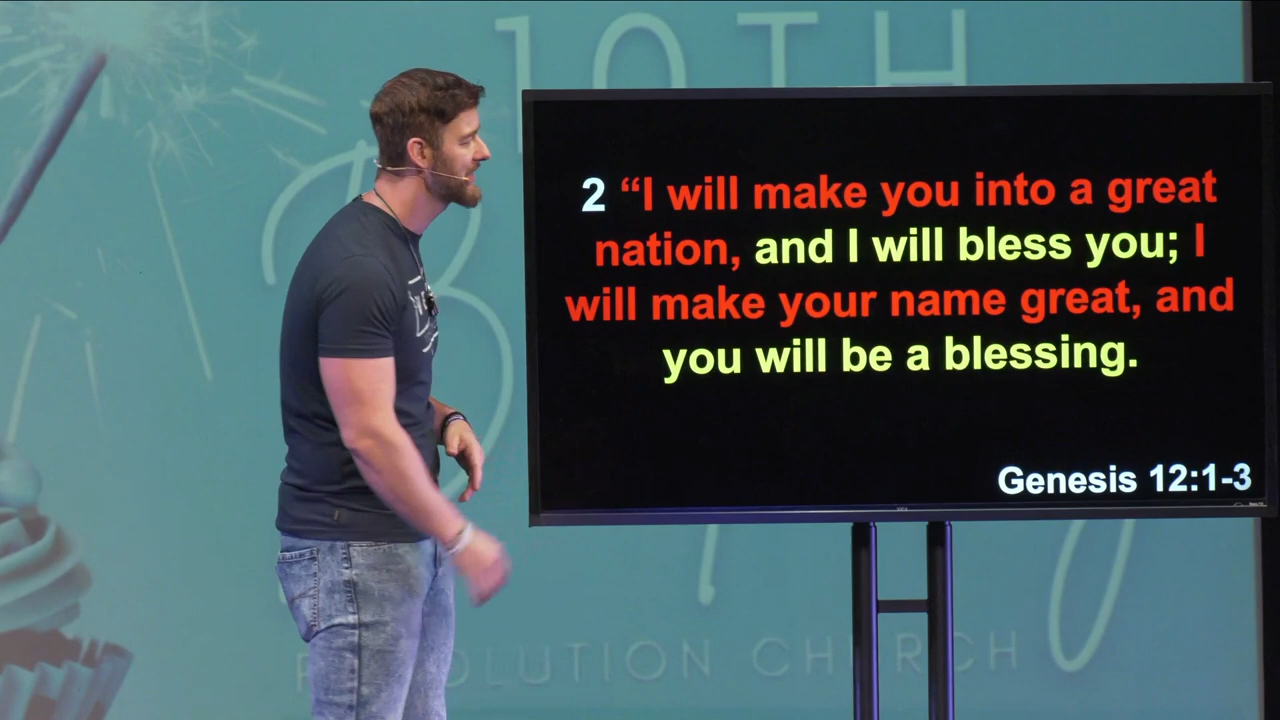 10TH
2 “I will make you into a great
nation, and I will bless you; I
will make your name great, and
you will be a blessing.
Genesis 12:1-3
CHURCH